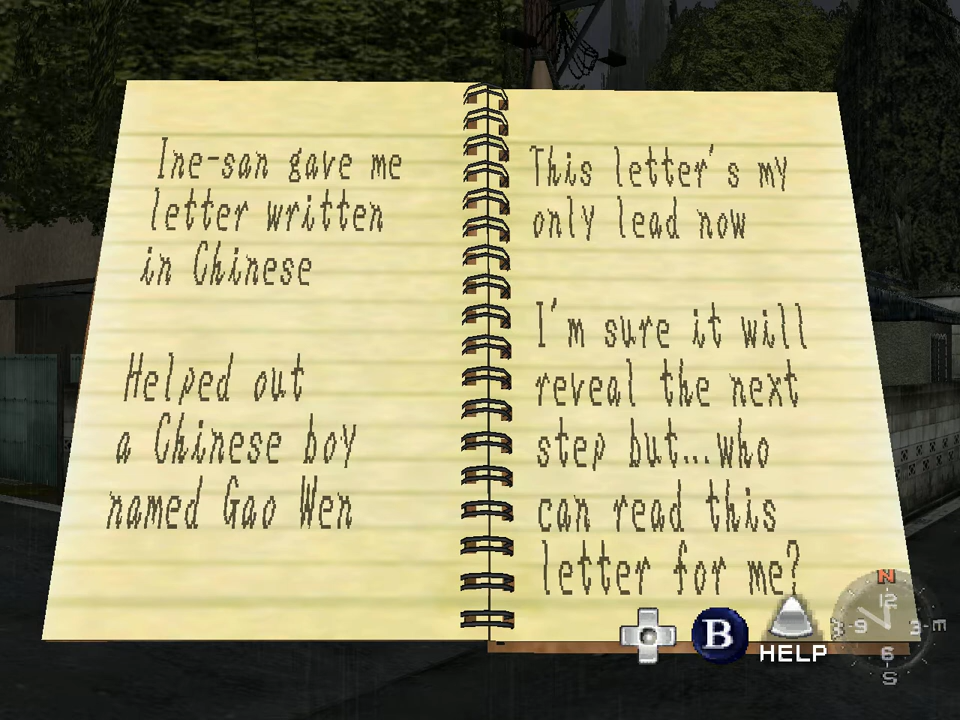 Ine-san gave me
letter written
in Chinese
Helped out
a Chinese boy
named Gao Wen
This letter's my
only lead now
I'm sure it will
reveal the next
step but...who
can read this
letter for me?
B
HELP
N
12
9
3
E
6
S